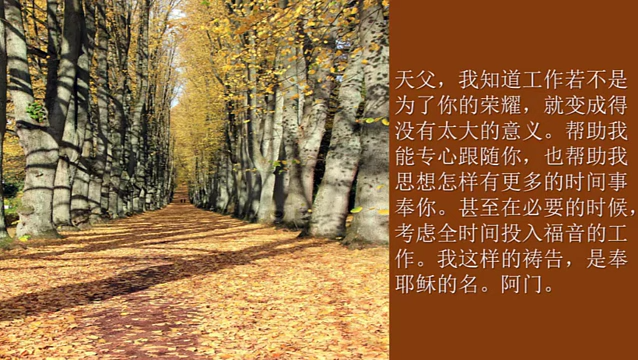 天父，我知道工作若不是
为了你的荣耀，就变成得
没有太大的意义。帮助我
能专心跟随你，也帮助我
思想怎样有更多的时间事
奉你。甚至在必要的时候，
考虑全时间投入福音的工
作。我这样的祷告，是奉
耶稣的名。阿门。